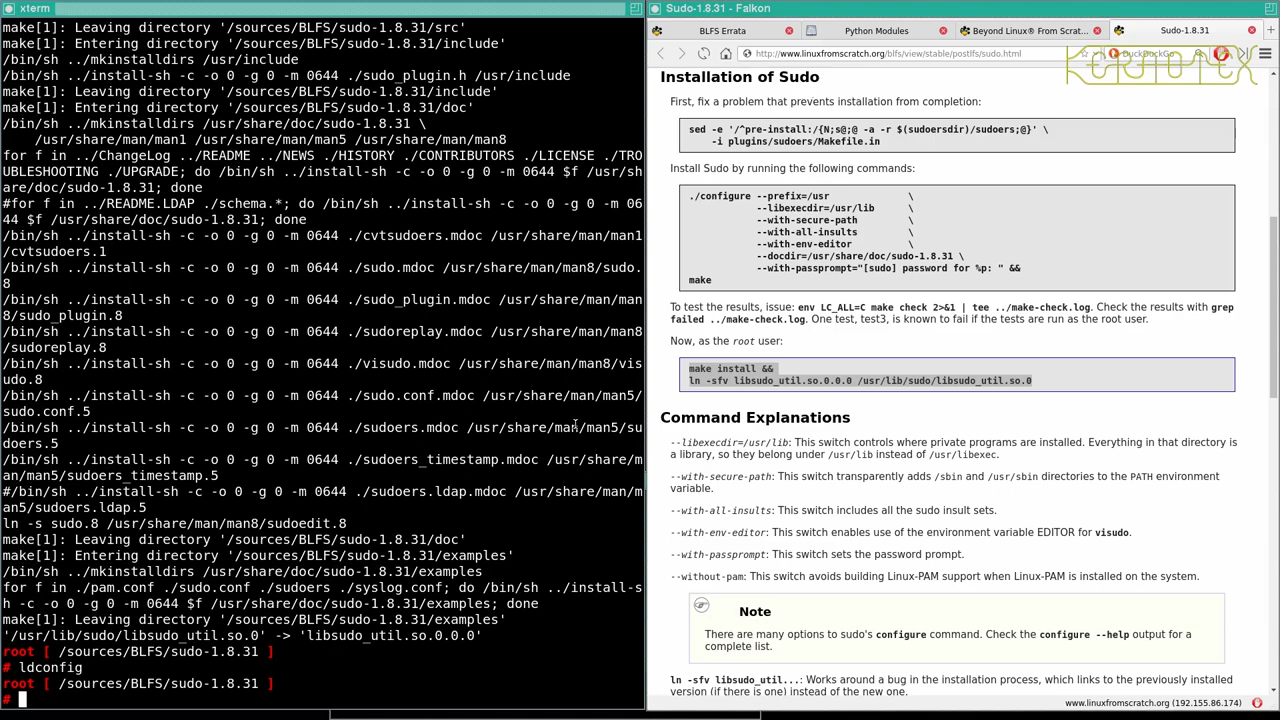 xterm
make[1]: Leaving directory '/sources/BLFS/sudo-1.8.31/src'
make[1]: Entering directory '/sources/BLFS/sudo-1.8.31/include'
/bin/sh ../mkinstalldirs /usr/include
/bin/sh ../install-sh -c -o 0 -g 0 -m 0644 ./sudo_plugin.h /usr/include
make[1]: Leaving directory '/sources/BLFS/sudo-1.8.31/include'
make[1]: Entering directory '/sources/BLFS/sudo-1.8.31/doc'
/bin/sh ../mkinstalldirs /usr/share/doc/sudo-1.8.31 \
/usr/share/man/man1 /usr/share/man/man5 /usr/share/man/man8
for f in ../ChangeLog ../README ../NEWS ./HISTORY ./CONTRIBUTORS ./LICENSE ./TRO
UBLESHOOTING ./UPGRADE; do /bin/sh ../install-sh -c -o 0 -g 0 -m 0644 $f /usr/sh
are/doc/sudo-1.8.31; done
#for f in ../README.LDAP ./schema.*; do /bin/sh ../install-sh -c -o 0 -g 0 -m 06
44 $f /usr/share/doc/sudo-1.8.31; done
/bin/sh ../install-sh -c -o 0 -g 0 -m 0644 ./cvtsudoers.mdoc /usr/share/man/man1
/cvtsudoers.1
/bin/sh ../install-sh -c -o 0 -g 0 -m 0644 ./sudo.mdoc /usr/share/man/man8/sudo.
8
/bin/sh ../install-sh -c -o 0 -g 0 -m 0644 ./sudo_plugin.mdoc /usr/share/man/man
8/sudo_plugin.8
/bin/sh ../install-sh -c -o 0 -g 0 -m 0644 ./sudoreplay.mdoc /usr/share/man/man8
/sudoreplay.8
/bin/sh ../install-sh -c -o 0 -g 0 -m 0644 ./visudo.mdoc /usr/share/man/man8/vis
udo.8
/bin/sh ../install-sh -c -o 0 -g 0 -m 0644 ./sudo.conf.mdoc /usr/share/man/man5/
sudo.conf.5
/bin/sh ../install-sh -c -o 0 -g 0 -m 0644 ./sudoers.mdoc /usr/share/man/man5/su
doers.5
/bin/sh ../install-sh -c -o 0 -g 0 -m 0644 ./sudoers_timestamp.mdoc /usr/share/m
an/man5/sudoers_timestamp.5
#/bin/sh ../install-sh -c -o 0 -g 0 -m 0644 ./sudoers.ldap.mdoc /usr/share/man/m
an5/sudoers.ldap.5
ln -s sudo.8 /usr/share/man/man8/sudoedit.8
make[1]: Leaving directory '/sources/BLFS/sudo-1.8.31/doc'
make[1]: Entering directory '/sources/BLFS/sudo-1.8.31/examples'
/bin/sh ../mkinstalldirs /usr/share/doc/sudo-1.8.31/examples
for f in ./pam.conf ./sudo.conf ./sudoers ./syslog.conf; do /bin/sh ../install-s
h -c -o 0 -g 0 -m 0644 $f /usr/share/doc/sudo-1.8.31/examples; done
make[1]: Leaving directory '/sources/BLFS/sudo-1.8.31/examples'
'/usr/lib/sudo/libsudo_util.so.0' -> 'libsudo_util.so.0.0.0'
root [ /sources/BLFS/sudo-1.8.31 ]
# ldconfig
root [ /sources/BLFS/sudo-1.8.31 ]
#
Sudo-1.8.31 - Falkon
BLFS Errata
Python Modules
Beyond Linux® From Scrat...
Sudo-1.8.31
http://www.linuxfromscratch.org/blfs/view/stable/postlfs/sudo.html
DuckDuckGo
Installation of Sudo
First, fix a problem that prevents installation from completion:
sed -e '/^pre-install:/{N;s@;@ -a -r $(sudoersdir)/sudoers;@}' \
-i plugins/sudoers/Makefile.in
Install Sudo by running the following commands:
./configure --prefix=/usr \
--libexecdir=/usr/lib \
--with-secure-path \
--with-all-insults \
--with-env-editor \
--docdir=/usr/share/doc/sudo-1.8.31 \
--with-passprompt="[sudo] password for %p: " &&
make
To test the results, issue: env LC_ALL=C make check 2>&1 | tee ../make-check.log. Check the results with grep
failed ../make-check.log. One test, test3, is known to fail if the tests are run as the root user.
Now, as the root user:
make install &&
ln -sfv libsudo_util.so.0.0.0 /usr/lib/sudo/libsudo_util.so.0
Command Explanations
--libexecdir=/usr/lib: This switch controls where private programs are installed. Everything in that directory is
a library, so they belong under /usr/lib instead of /usr/libexec.
--with-secure-path: This switch transparently adds /sbin and /usr/sbin directories to the PATH environment
variable.
--with-all-insults: This switch includes all the sudo insult sets.
--with-env-editor: This switch enables use of the environment variable EDITOR for visudo.
--with-passprompt: This switch sets the password prompt.
--without-pam: This switch avoids building Linux-PAM support when Linux-PAM is installed on the system.
Note
There are many options to sudo's configure command. Check the configure --help output for a
complete list.
ln -sfv libsudo_util...: Works around a bug in the installation process, which links to the previously installed
version (if there is one) instead of the new one.
www.linuxfromscratch.org (192.155.86.174)